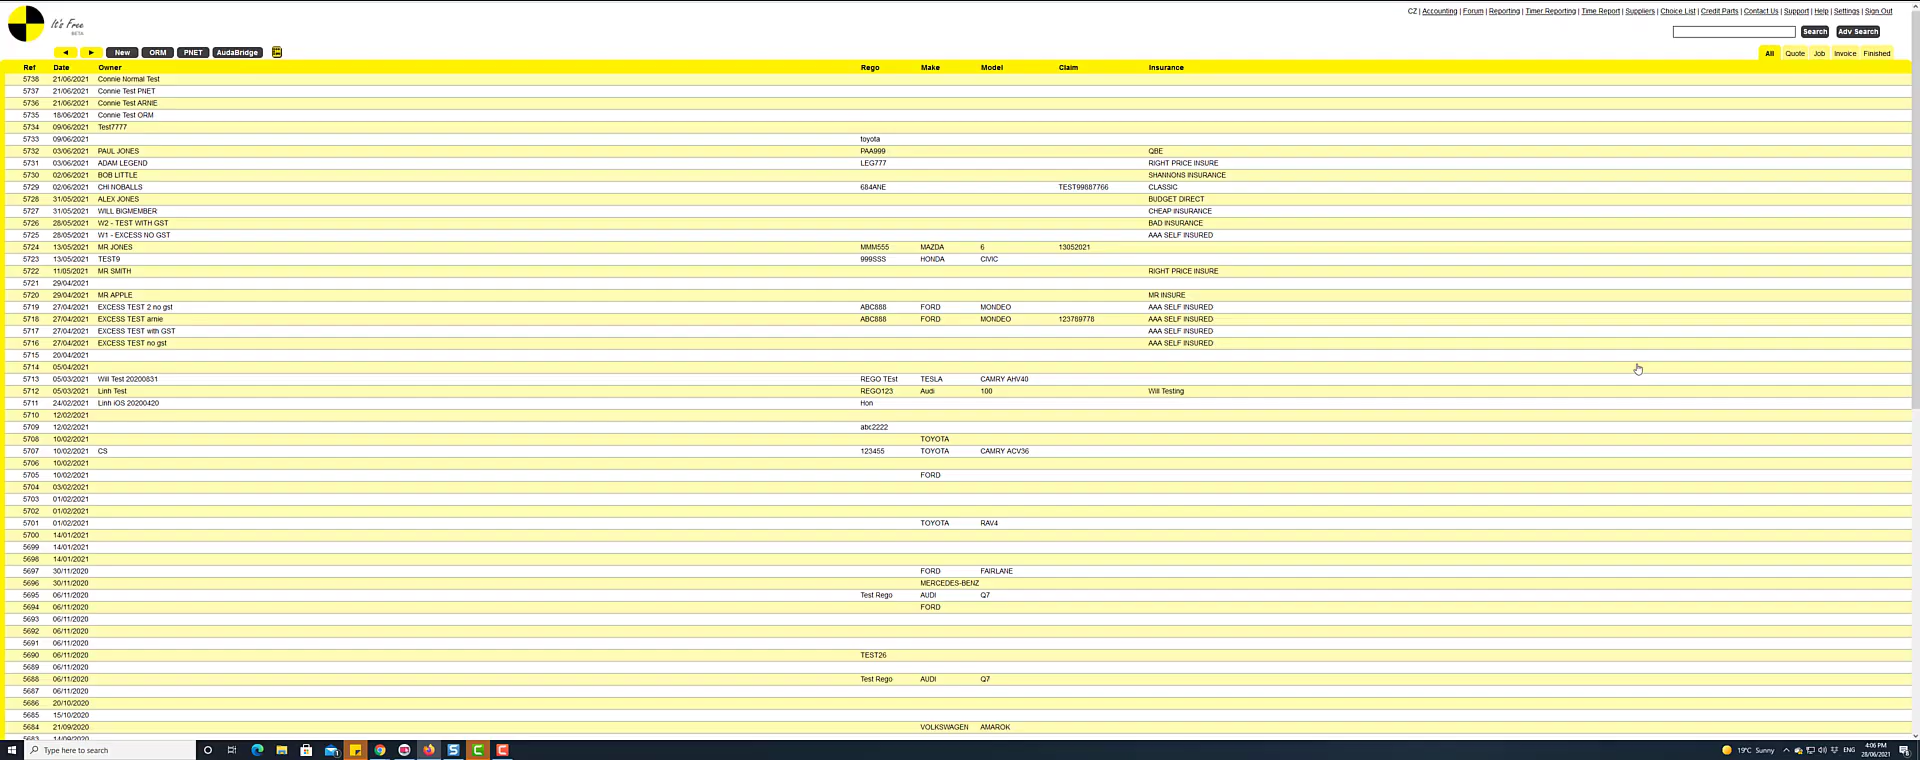 It's Free
BETA
CZ | Accounting | Forum | Reporting | Timer Reporting | Time Report | Suppliers | Choice List | Credit Parts | Contact Us | Support | Help | Settings | Sign Out
Search Adv Search
New ORM PNET AudaBridge
All Quote Job Invoice Finished
Ref Date Owner Rego Make Model Claim Insurance
5738 21/06/2021 Connie Normal Test
5737 21/06/2021 Connie Test PNET
5736 21/06/2021 Connie Test ARNIE
5735 18/06/2021 Connie Test ORM
5734 09/06/2021 Test7777
5733 09/06/2021 toyota
5732 03/06/2021 PAUL JONES PAA999 QBE
5731 03/06/2021 ADAM LEGEND LEG777 RIGHT PRICE INSURE
5730 02/06/2021 BOB LITTLE SHANNONS INSURANCE
5729 02/06/2021 CHI NOBALLS 684ANE TEST99887766 CLASSIC
5728 31/05/2021 ALEX JONES BUDGET DIRECT
5727 31/05/2021 WILL BIGMEMBER CHEAP INSURANCE
5726 28/05/2021 W2 - TEST WITH GST BAD INSURANCE
5725 28/05/2021 W1 - EXCESS NO GST AAA SELF INSURED
5724 13/05/2021 MR JONES MMM555 MAZDA 6 13052021
5723 13/05/2021 TEST9 999SSS HONDA CIVIC
5722 11/05/2021 MR SMITH RIGHT PRICE INSURE
5721 29/04/2021
5720 29/04/2021 MR APPLE MR INSURE
5719 27/04/2021 EXCESS TEST 2 no gst ABC888 FORD MONDEO AAA SELF INSURED
5718 27/04/2021 EXCESS TEST arnie ABC888 FORD MONDEO 123789778 AAA SELF INSURED
5717 27/04/2021 EXCESS TEST with GST AAA SELF INSURED
5716 27/04/2021 EXCESS TEST no gst AAA SELF INSURED
5715 20/04/2021
5714 05/04/2021
5713 05/03/2021 Will Test 20200831 REGO TEst TESLA CAMRY AHV40
5712 05/03/2021 Linh Test REGO123 Audi 100 Will Testing
5711 24/02/2021 Linh iOS 20200420 Hon
5710 12/02/2021
5709 12/02/2021 abc2222
5708 10/02/2021 TOYOTA
5707 10/02/2021 CS 123455 TOYOTA CAMRY ACV36
5706 10/02/2021
5705 10/02/2021 FORD
5704 03/02/2021
5703 01/02/2021
5702 01/02/2021
5701 01/02/2021 TOYOTA RAV4
5700 14/01/2021
5699 14/01/2021
5698 14/01/2021
5697 30/11/2020 FORD FAIRLANE
5696 30/11/2020 MERCEDES-BENZ
5695 06/11/2020 Test Rego AUDI Q7
5694 06/11/2020 FORD
5693 06/11/2020
5692 06/11/2020
5691 06/11/2020
5690 06/11/2020 TEST26
5689 06/11/2020
5688 06/11/2020 Test Rego AUDI Q7
5687 06/11/2020
5686 20/10/2020
5685 15/10/2020
5684 21/09/2020 VOLKSWAGEN AMAROK
5683 14/09/2020
Type here to search
19°C Sunny
ENG
4:06 PM
28/06/2021